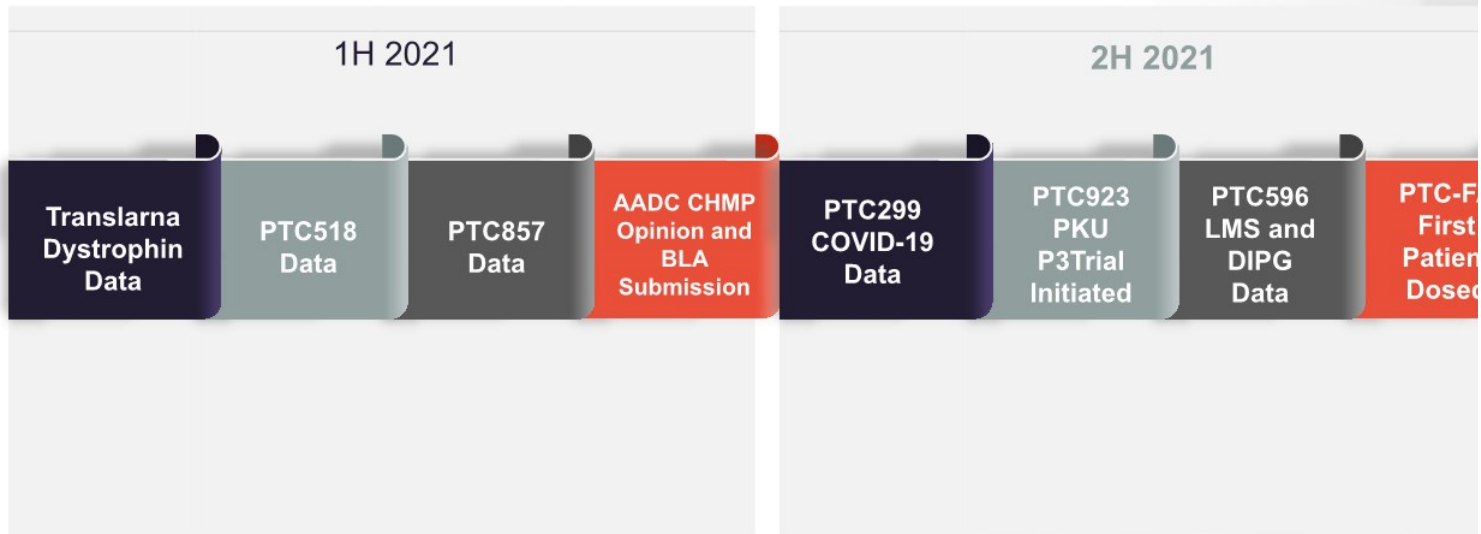 1H 2021
Translarna
Dystrophin
Data
PTC518
Data
PTC857
Data
AADC CHMP
Opinion and
BLA
Submission
2H 2021
PTC299
COVID-19
Data
PTC923
PKU
P3Trial
Initiated
PTC596
LMS and
DIPG
Data
First